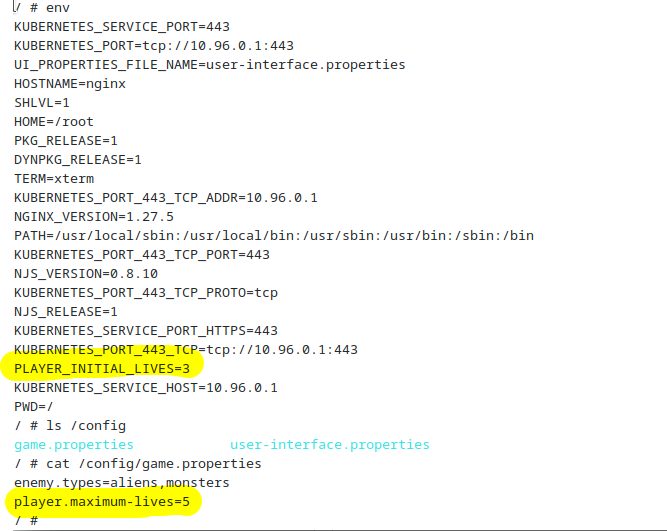 / # env
KUBERNETES_SERVICE_PORT=443
KUBERNETES_PORT=tcp://10.96.0.1:443
UI_PROPERTIES_FILE_NAME=user-interface.properties
HOSTNAME=nginx
SHLVL=1
HOME=/root
PKG_RELEASE=1
DYNPKG_RELEASE=1
TERM=xterm
KUBERNETES_PORT_443_TCP_ADDR=10.96.0.1
NGINX_VERSION=1.27.5
PATH=/usr/local/sbin:/usr/local/bin:/usr/sbin:/usr/bin:/sbin:/bin
KUBERNETES_PORT_443_TCP_PORT=443
NJS_VERSION=0.8.10
KUBERNETES_PORT_443_TCP_PROTO=tcp
NJS_RELEASE=1
KUBERNETES_SERVICE_PORT_HTTPS=443
KUBERNETES_PORT_443_TCP=tcp://10.96.0.1:443
PLAYER_INITIAL_LIVES=3
KUBERNETES_SERVICE_HOST=10.96.0.1
PWD=/
/ # ls /config
game.properties user-interface.properties
/ # cat /config/game.properties
enemy.types=aliens,monsters
player.maximum-lives=5
/ #